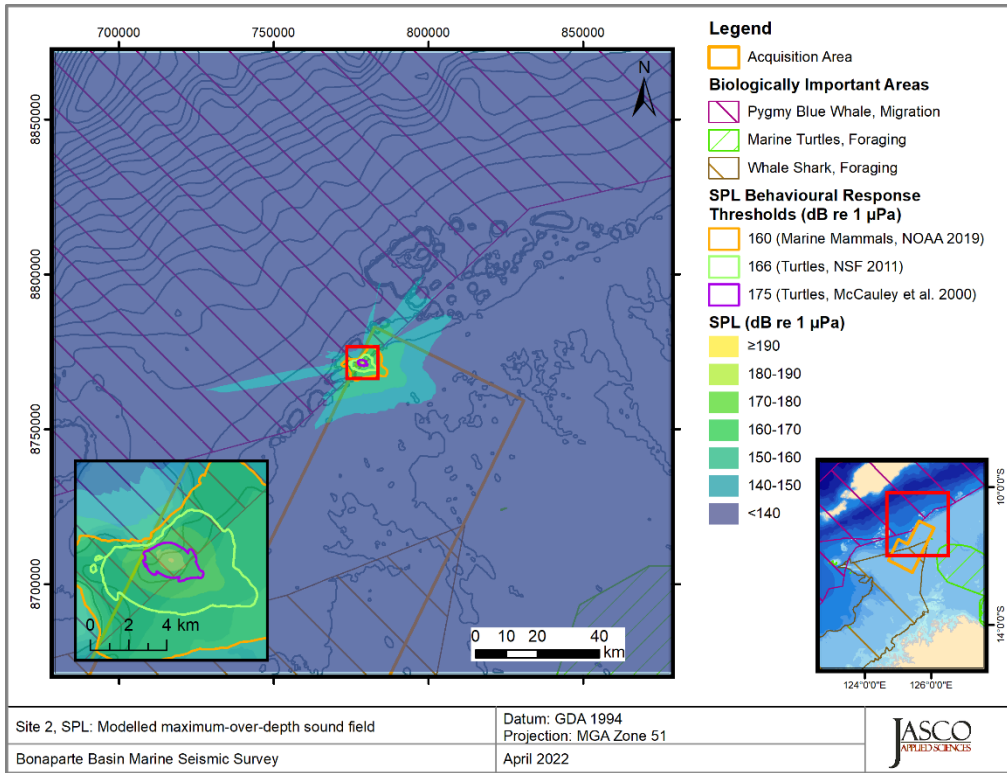 700000 750000 800000 850000
8850000
8800000
8750000
8700000
N
0 2 4 km
0 10 20 40
km
Legend
Acquisition Area
Biologically Important Areas
Pygmy Blue Whale, Migration
Marine Turtles, Foraging
Whale Shark, Foraging
SPL Behavioural Response
Thresholds (dB re 1 μPa)
160 (Marine Mammals, NOAA 2019)
166 (Turtles, NSF 2011)
175 (Turtles, McCauley et al. 2000)
SPL (dB re 1 μPa)
≥190
180-190
170-180
160-170
150-160
140-150
<140
10°0'0"S
14°0'0"S
124°0'0"E 126°0'0"E
Site 2, SPL: Modelled maximum-over-depth sound field
Datum: GDA 1994
Projection: MGA Zone 51
Bonaparte Basin Marine Seismic Survey
April 2022
JASCO
APPLIED SCIENCES